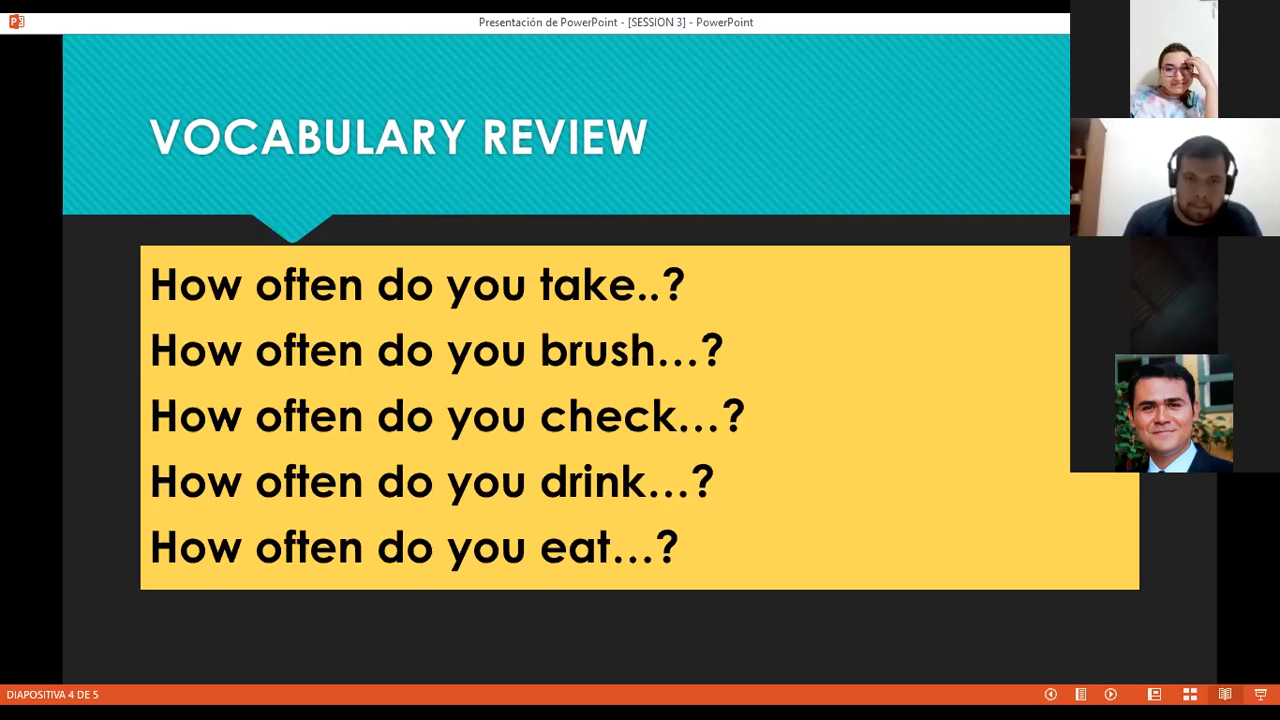 Presentación de PowerPoint - [SESSION 3] - PowerPoint
VOCABULARY REVIEW
How often do you take..?
How often do you brush...?
How often do you check...?
How often do you drink...?
How often do you eat...?
DIAPOSITIVA 4 DE 5